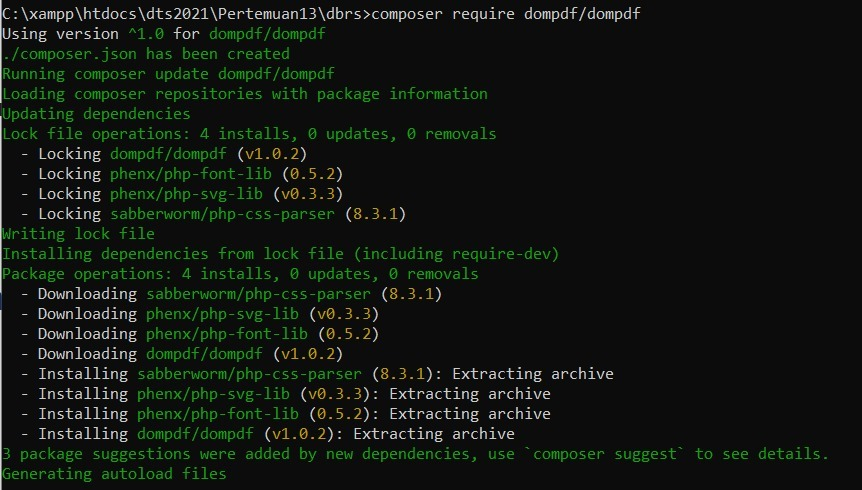 C:\xampp\htdocs\dts2021\Pertemuan13\dbrs>composer require dompdf/dompdf
Using version ^1.0 for dompdf/dompdf
./composer.json has been created
Running composer update dompdf/dompdf
Loading composer repositories with package information
Updating dependencies
Lock file operations: 4 installs, 0 updates, 0 removals
  - Locking dompdf/dompdf (v1.0.2)
  - Locking phenx/php-font-lib (0.5.2)
  - Locking phenx/php-svg-lib (v0.3.3)
  - Locking sabberworm/php-css-parser (8.3.1)
Writing lock file
Installing dependencies from lock file (including require-dev)
Package operations: 4 installs, 0 updates, 0 removals
  - Downloading sabberworm/php-css-parser (8.3.1)
  - Downloading phenx/php-svg-lib (v0.3.3)
  - Downloading phenx/php-font-lib (0.5.2)
  - Downloading dompdf/dompdf (v1.0.2)
  - Installing sabberworm/php-css-parser (8.3.1): Extracting archive
  - Installing phenx/php-svg-lib (v0.3.3): Extracting archive
  - Installing phenx/php-font-lib (0.5.2): Extracting archive
  - Installing dompdf/dompdf (v1.0.2): Extracting archive
3 package suggestions were added by new dependencies, use `composer suggest` to see details.
Generating autoload files